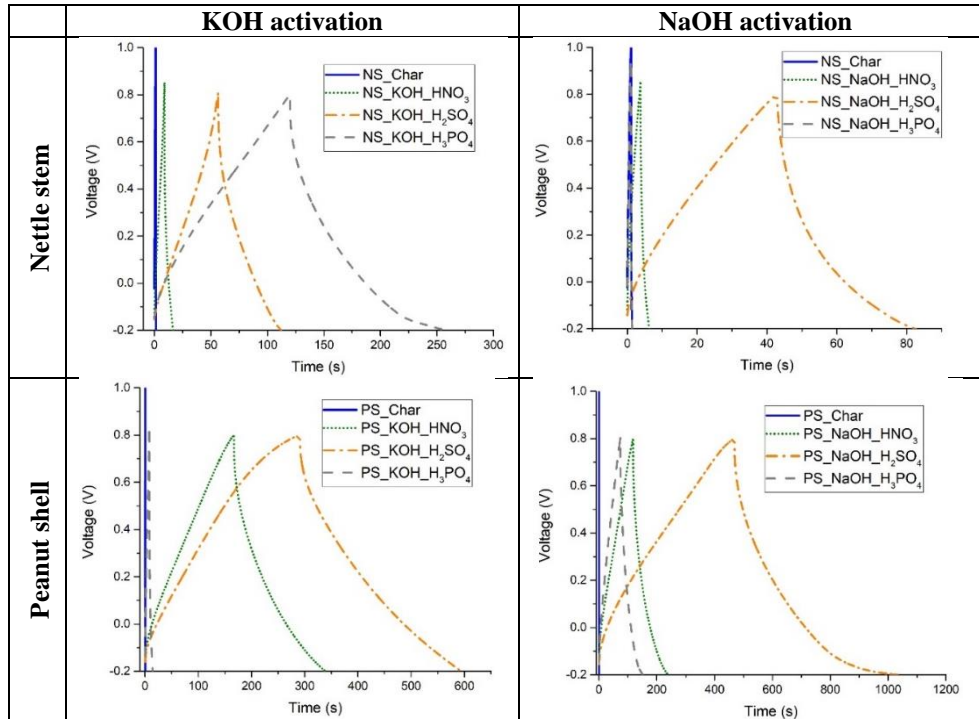 KOH activation
NaOH activation
Nettle stem
Voltage (V)
1.0
0.8
0.6
0.4
0.2
0.0
-0.2
NS_Char
NS_KOH_HNO₃
NS_KOH_H₂SO₄
NS_KOH_H₃PO₄
0 50 100 150 200 250 300
Time (s)
Voltage (V)
1.0
0.8
0.6
0.4
0.2
0.0
-0.2
NS_Char
NS_NaOH_HNO₃
NS_NaOH_H₂SO₄
NS_NaOH_H₃PO₄
0 20 40 60 80
Time (s)
Peanut shell
Voltage (V)
1.0
0.8
0.6
0.4
0.2
0.0
-0.2
PS_Char
PS_KOH_HNO₃
PS_KOH_H₂SO₄
PS_KOH_H₃PO₄
0 100 200 300 400 500 600
Time (s)
Voltage (V)
1.0
0.8
0.6
0.4
0.2
0.0
-0.2
PS_Char
PS_NaOH_HNO₃
PS_NaOH_H₂SO₄
PS_NaOH_H₃PO₄
0 200 400 600 800 1000 1200
Time (s)